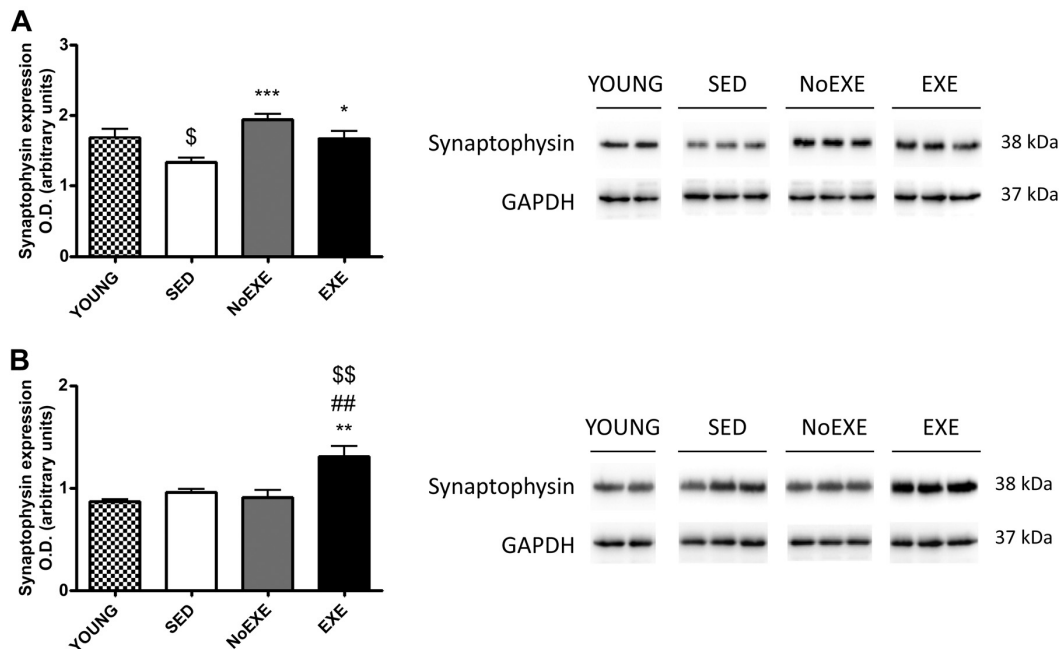 A
Synaptophysin expression
O.D. (arbitrary units)
3
2
1
0
$
***
*
YOUNG
SED
NoEXE
EXE
YOUNG SED NoEXE EXE
Synaptophysin 38 kDa
GAPDH 37 kDa
B
Synaptophysin expression
O.D. (arbitrary units)
2
1
0
$$
##
**
YOUNG
SED
NoEXE
EXE
YOUNG SED NoEXE EXE
Synaptophysin 38 kDa
GAPDH 37 kDa